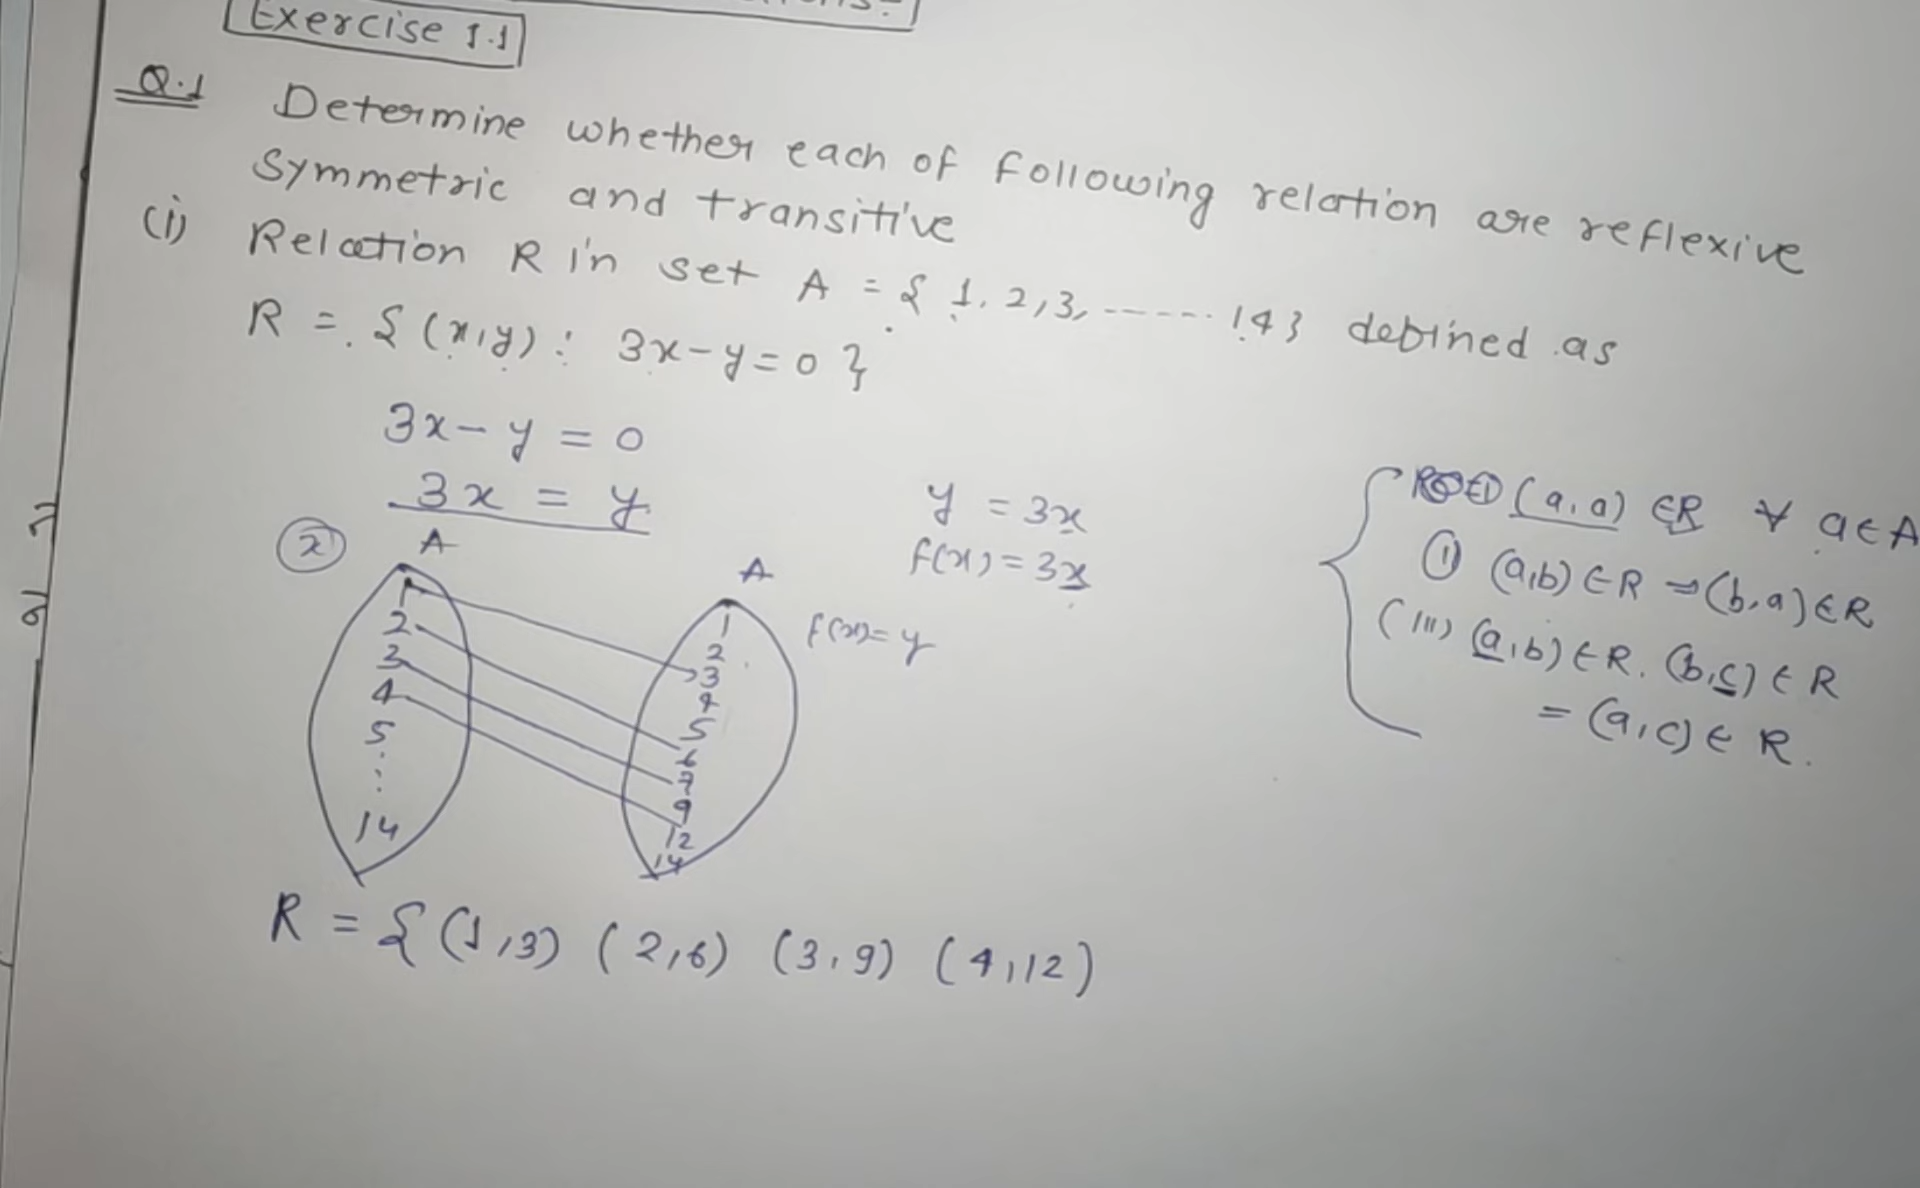 Exercise 1.1
Q.1 Determine whether each of following relation are reflexive
symmetric and transitive
(i) Relation R in set A = { 1, 2, 3, ------ 14} defined as
R = { (x,y) : 3x-y=0 }
3x-y = 0
3x = y
y = 3x
f(x) = 3x
f(x) = y
x
A
1
2
3
4
5
14
A
1
2
3
4
5
6
7
9
12
14
(a,a) ∈R ∀ a∈A
(1) (a,b) ∈R ⇒(b,a)∈R
(III) (a,b) ∈R. (b,c) ∈ R
= (a,c) ∈ R.
R = { (1,3) (2,6) (3,9) (4,12)